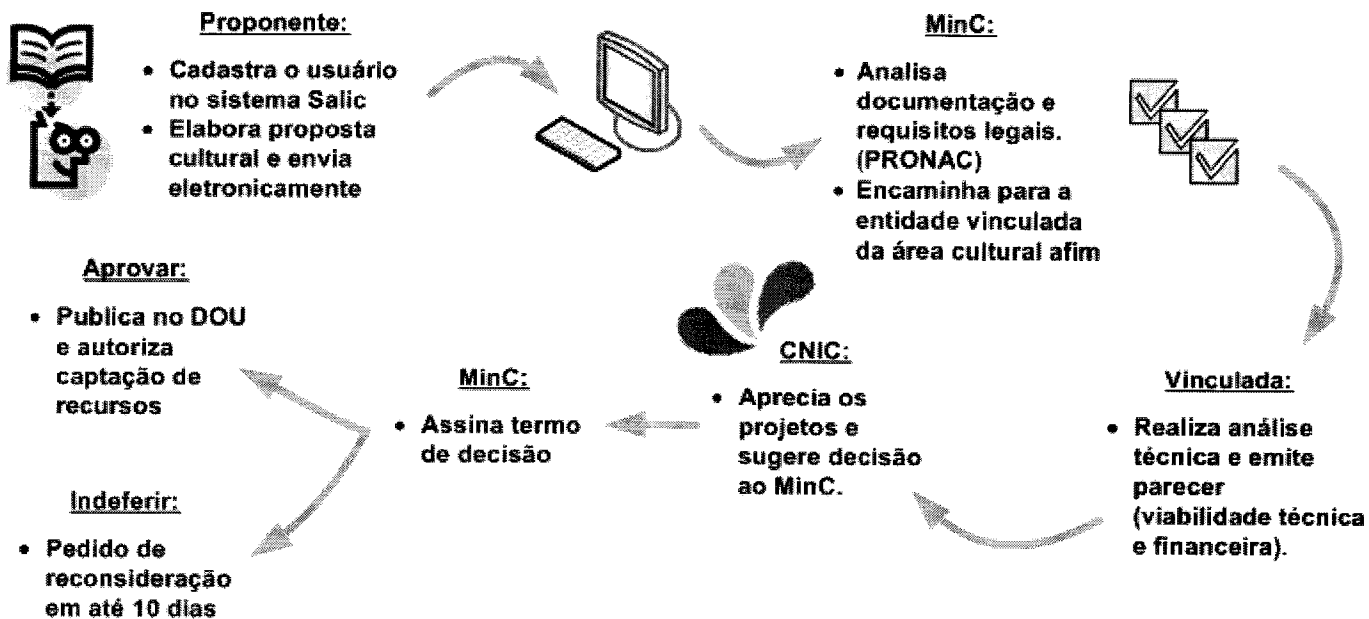 Proponente:
• Cadastra o usuário
no sistema Salic
• Elabora proposta
cultural e envia
eletronicamente
MinC:
• Analisa
documentação e
requisitos legais.
(PRONAC)
• Encaminha para a
entidade vinculada
da área cultural afim
Vinculada:
• Realiza análise
técnica e emite
parecer
(viabilidade técnica
e financeira).
CNIC:
• Aprecia os
projetos e
sugere decisão
ao MinC.
MinC:
• Assina termo
de decisão
Aprovar:
• Publica no DOU
e autoriza
captação de
recursos
Indeferir:
• Pedido de
reconsideração
em até 10 dias